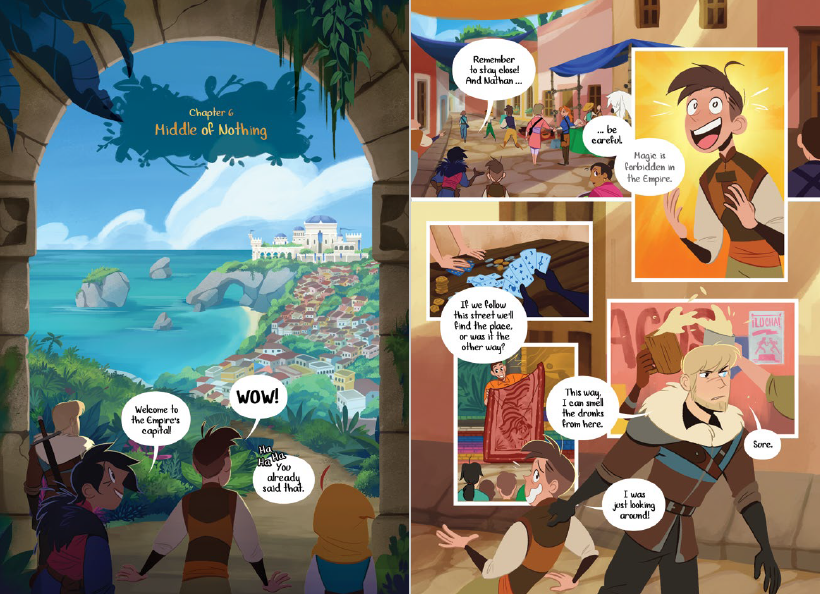 Chapter 6
Middle of Nothing
Welcome to
the Empire's
capital!
WOW!
Ha
Ha Ha
You
already
said that.
Remember
to stay close!
And Nathan ...
... be
careful.
Magic is
forbidden in
the Empire.
If we follow
this street we'll
find the place,
or was it the
other way?
This way,
I can smell
the drunks
from here.
Sure.
I was
just looking
around!